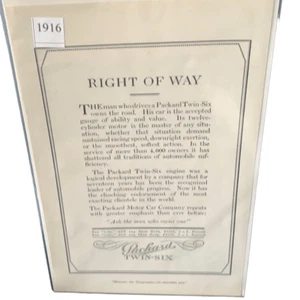 1916
RIGHT OF WAY
THE man who drives a Packard Twin-Six
owns the road. His car is the accepted
gauge of ability and value. Its twelve-
cylinder motor is the master of any situ-
ation, whether that situation demand
sustained racing speed, downright exertion,
or the smoothest, softest action. In the
service of more than 4,000 owners it has
shattered all traditions of automobile suf-
ficiency.
The Packard Twin-Six engine was a
logical development by a company that for
seventeen years has been the recognized
leader of automobile progress. Now it has
the clinching endorsement of the most
exacting clientele in the world.
The Packard Motor Car Company repeats
with greater emphasis than ever before:
"Ask the man who owns one"
Packard
TWIN-SIX